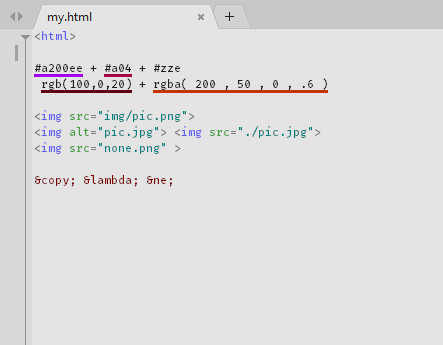 my.html
<html>
#a200ee + #a04 + #zze
rgb(100,0,20) + rgba( 200 , 50 , 0 , .6 )
<img src="img/pic.png">
<img alt="pic.jpg"> <img src="./pic.jpg">
<img src="none.png" >
&copy; &lambda; &ne;